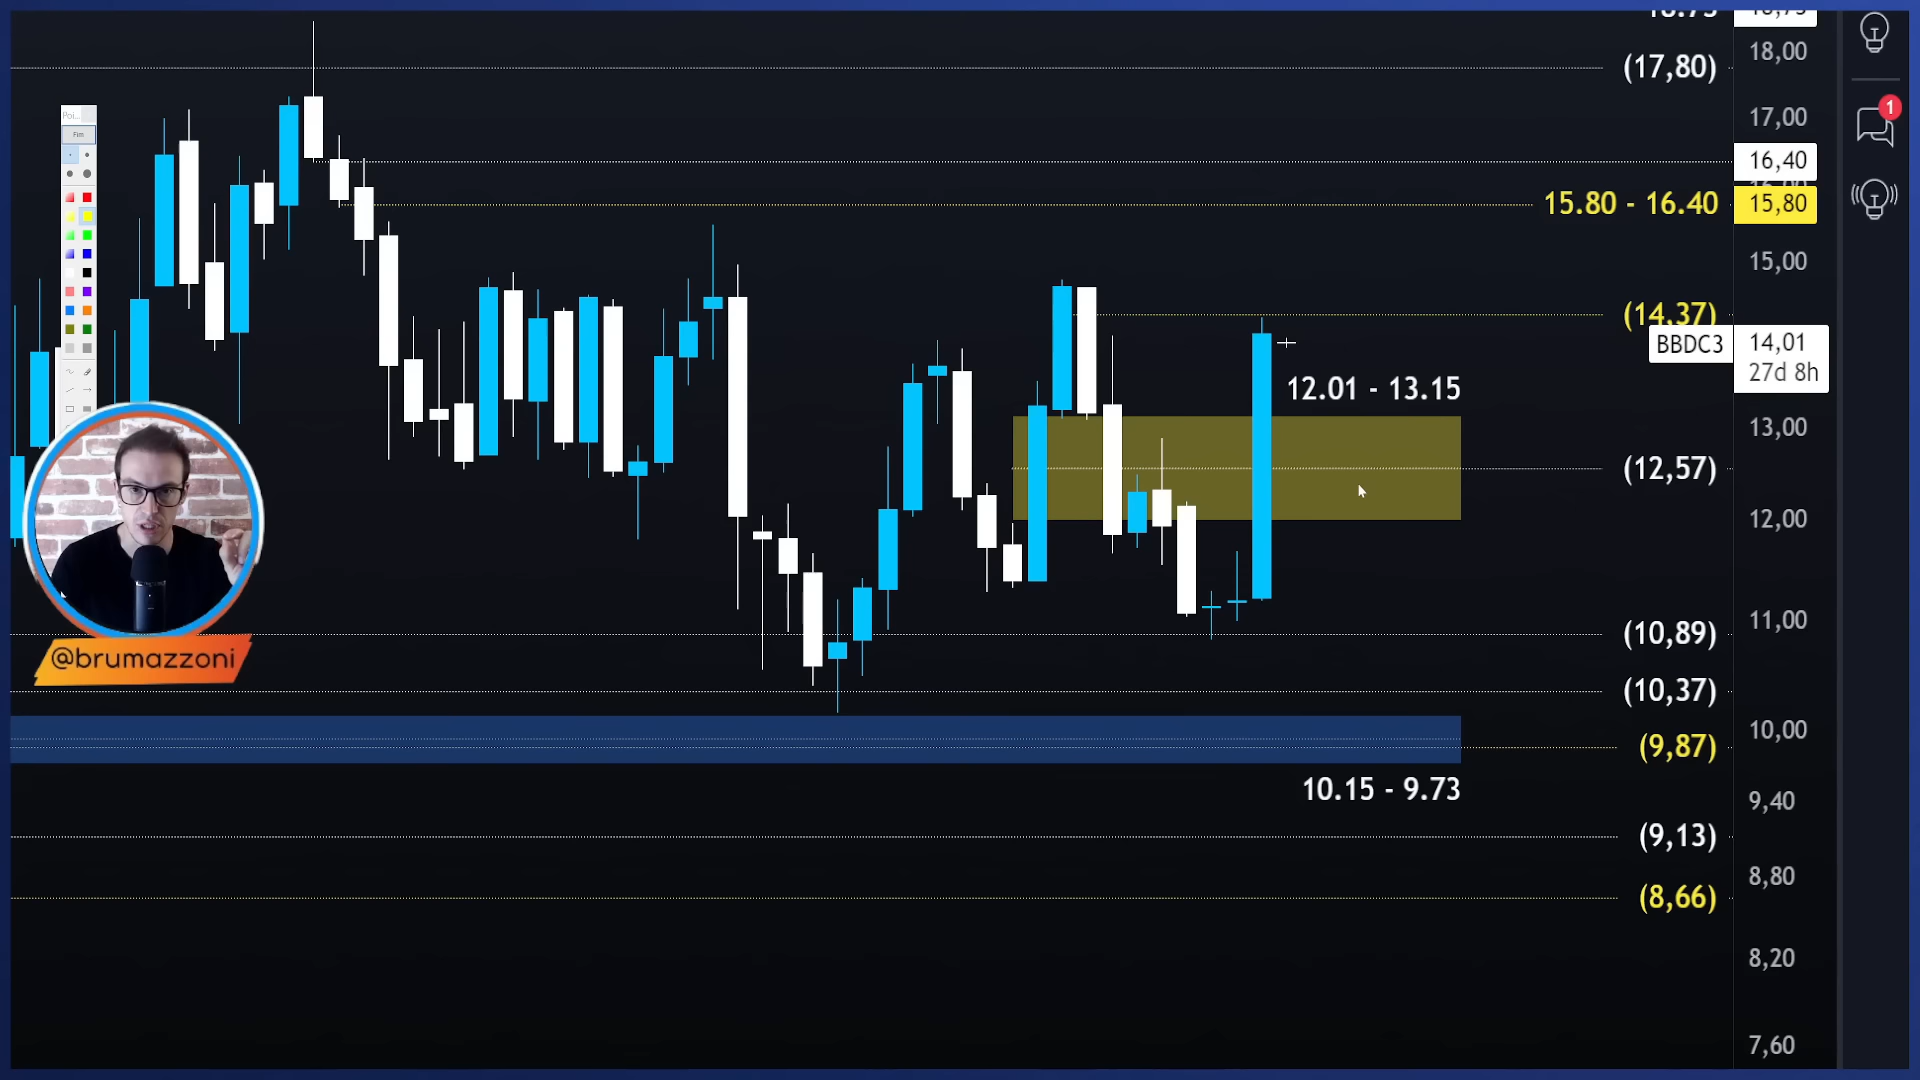 18,00
(17,80)
17,00
16,40
15.80 - 16.40
15,80
15,00
(14,37)
BBDC3
14,01
27d 8h
12.01 - 13.15
13,00
(12,57)
12,00
11,00
(10,89)
@brumazzoni
(10,37)
10,00
(9,87)
10.15 - 9.73
9,40
(9,13)
8,80
(8,66)
8,20
7,60
1
Poi...
Fim